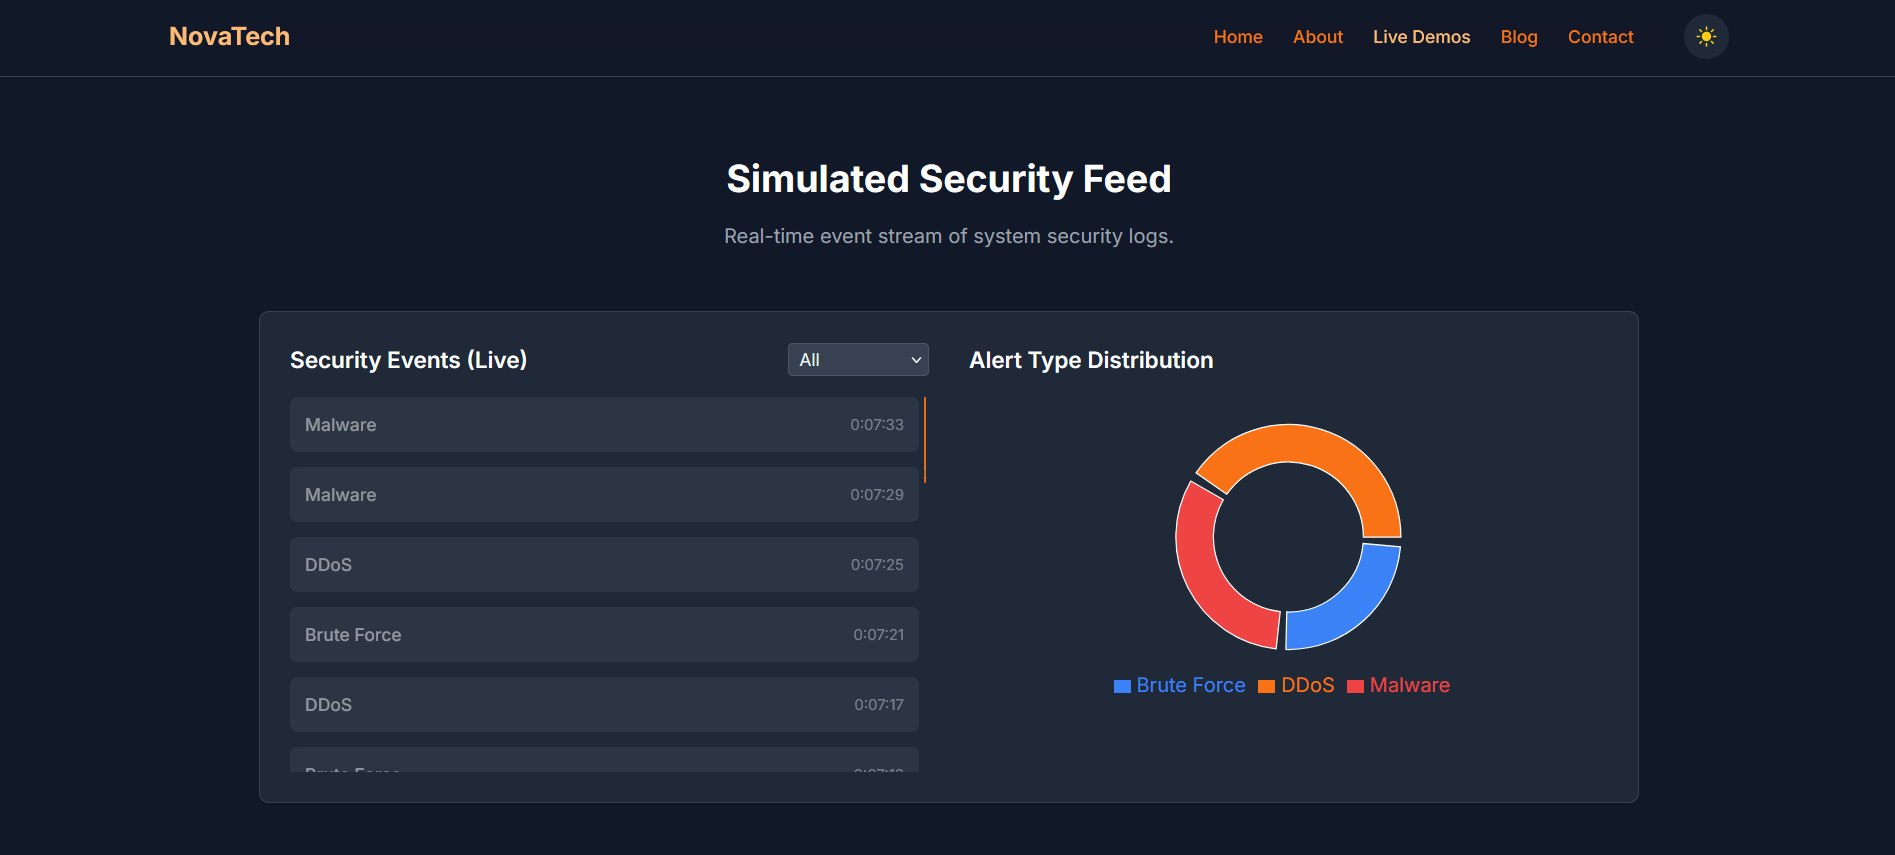 NovaTech
Home About Live Demos Blog Contact
Simulated Security Feed
Real-time event stream of system security logs.
Security Events (Live)
All
Malware 0:07:33
Malware 0:07:29
DDoS 0:07:25
Brute Force 0:07:21
DDoS 0:07:17
Brute Force
Alert Type Distribution
Brute Force DDoS Malware